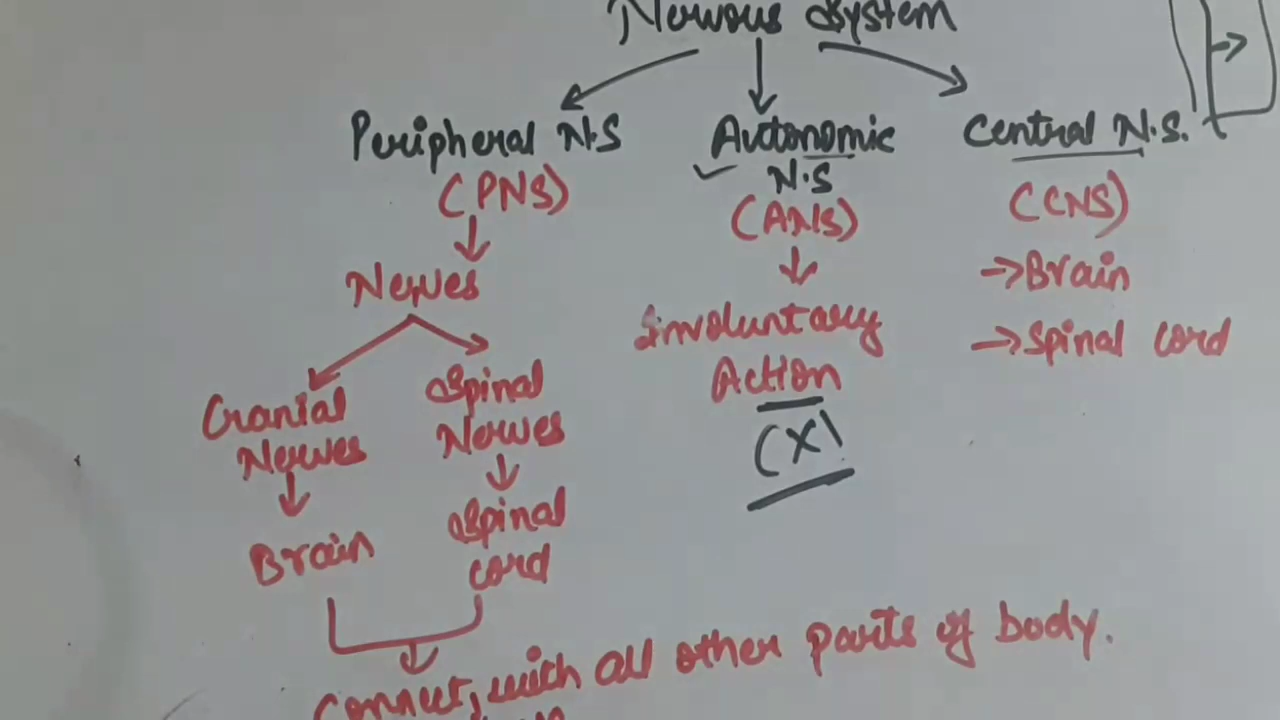 Nervous System
Peripheral N.S
(PNS)
Nerves
Cranial
Nerves
Brain
Spinal
Nerves
Spinal
cord
Connect, with all other parts of body.
Autonomic
N.S
(ANS)
Involuntary
Action
(X)
Central N.S.
(CNS)
→Brain
→Spinal cord